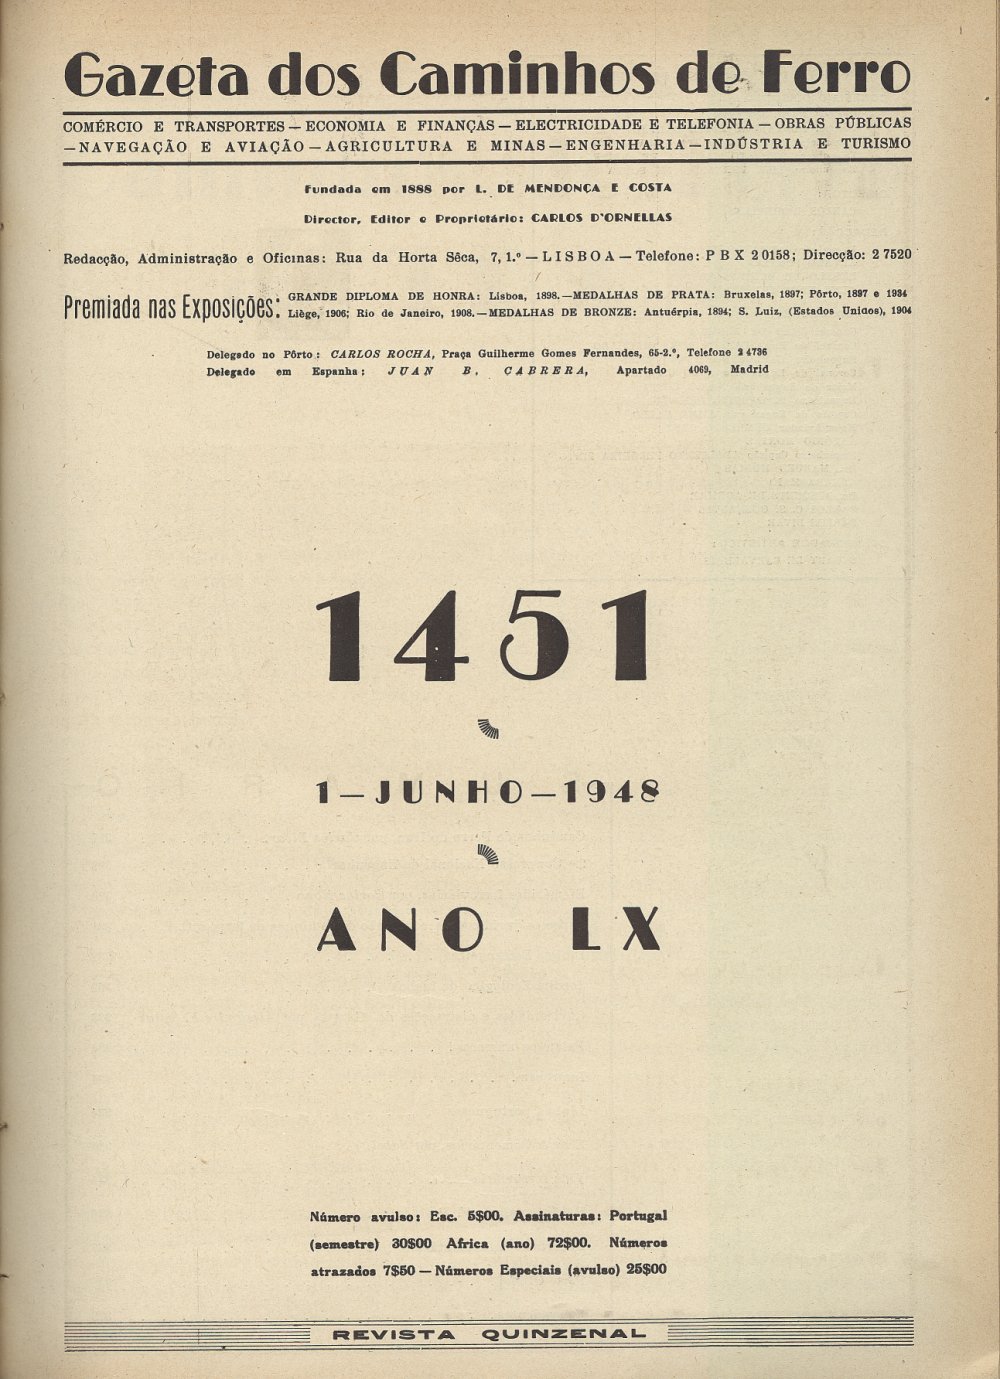 Gazeta dos Caminhos de Ferro
COMÉRCIO E TRANSPORTES — ECONOMIA E FINANÇAS — ELECTRICIDADE E TELEFONIA — OBRAS PÚBLICAS
— NAVEGAÇÃO E AVIAÇÃO — AGRICULTURA E MINAS — ENGENHARIA — INDÚSTRIA E TURISMO
Fundada em 1888 por L. DE MENDONÇA E COSTA
Director, Editor e Proprietário: CARLOS D'ORNELLAS
Redacção, Administração e Oficinas: Rua da Horta Sêca, 7, 1.º — LISBOA — Telefone: PBX 20158; Direcção: 27520
Premiada nas Exposições:
GRANDE DIPLOMA DE HONRA: Lisboa, 1898. — MEDALHAS DE PRATA: Bruxelas, 1897; Pôrto, 1897 e 1934
Liège, 1906; Rio de Janeiro, 1908. — MEDALHAS DE BRONZE: Antuérpia, 1894; S. Luiz, (Estados Unidos), 1904
Delegado no Pôrto: CARLOS ROCHA, Praça Guilherme Gomes Fernandes, 65-2.º, Telefone 24736
Delegado em Espanha: JUAN B. CABRERA, Apartado 4069, Madrid
1451
1 — JUNHO — 1948
ANO LX
Número avulso: Esc. 5$00. Assinaturas: Portugal
(semestre) 30$00 Africa (ano) 72$00. Números
atrazados 7$50 — Números Especiais (avulso) 25$00
REVISTA QUINZENAL